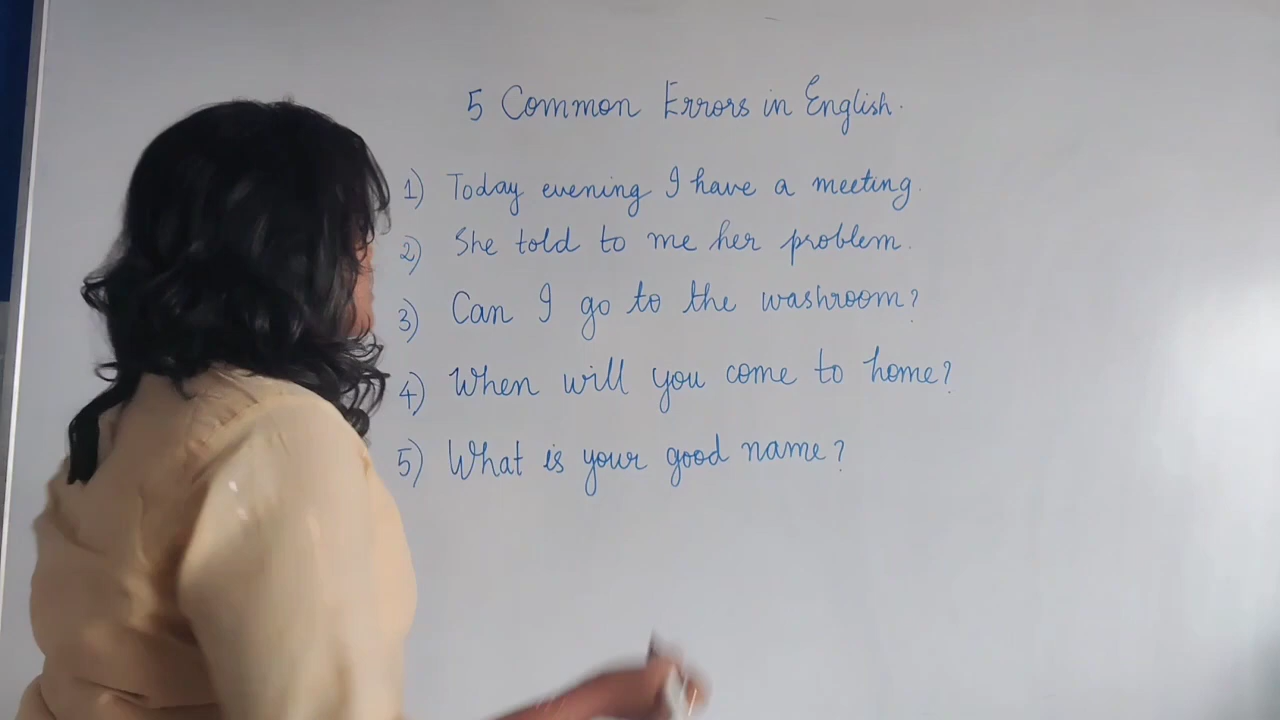 5 Common Errors in English.
1) Today evening I have a meeting.
2) She told to me her problem.
3) Can I go to the washroom?
4) When will you come to home?
5) What is your good name?